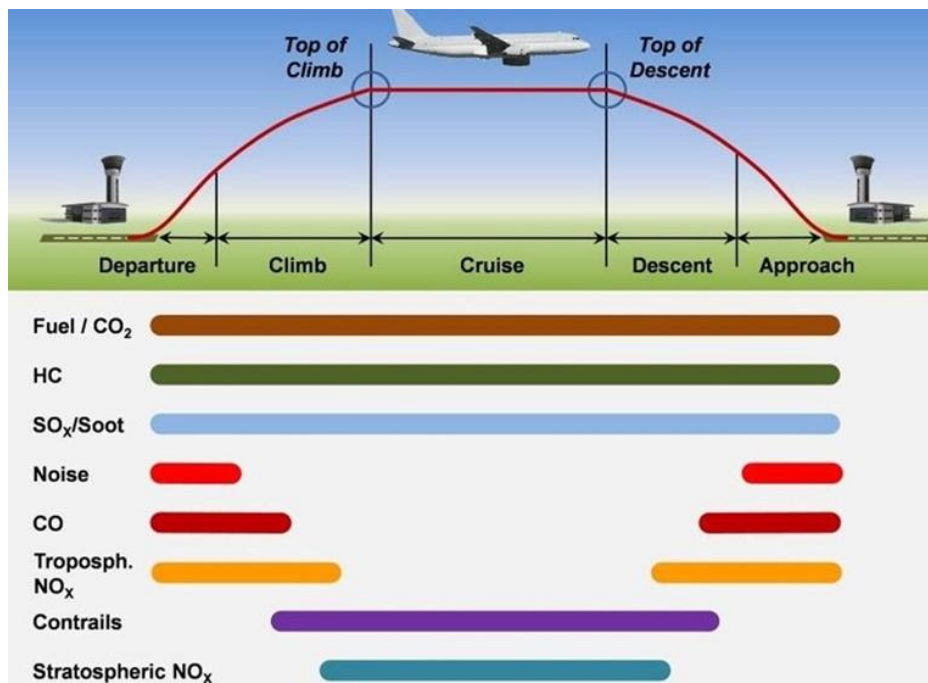 Top of
Climb
Top of
Descent
Departure
Climb
Cruise
Descent
Approach
Fuel / CO₂
HC
SOₓ/Soot
Noise
CO
Troposph.
NOₓ
Contrails
Stratospheric NOₓ